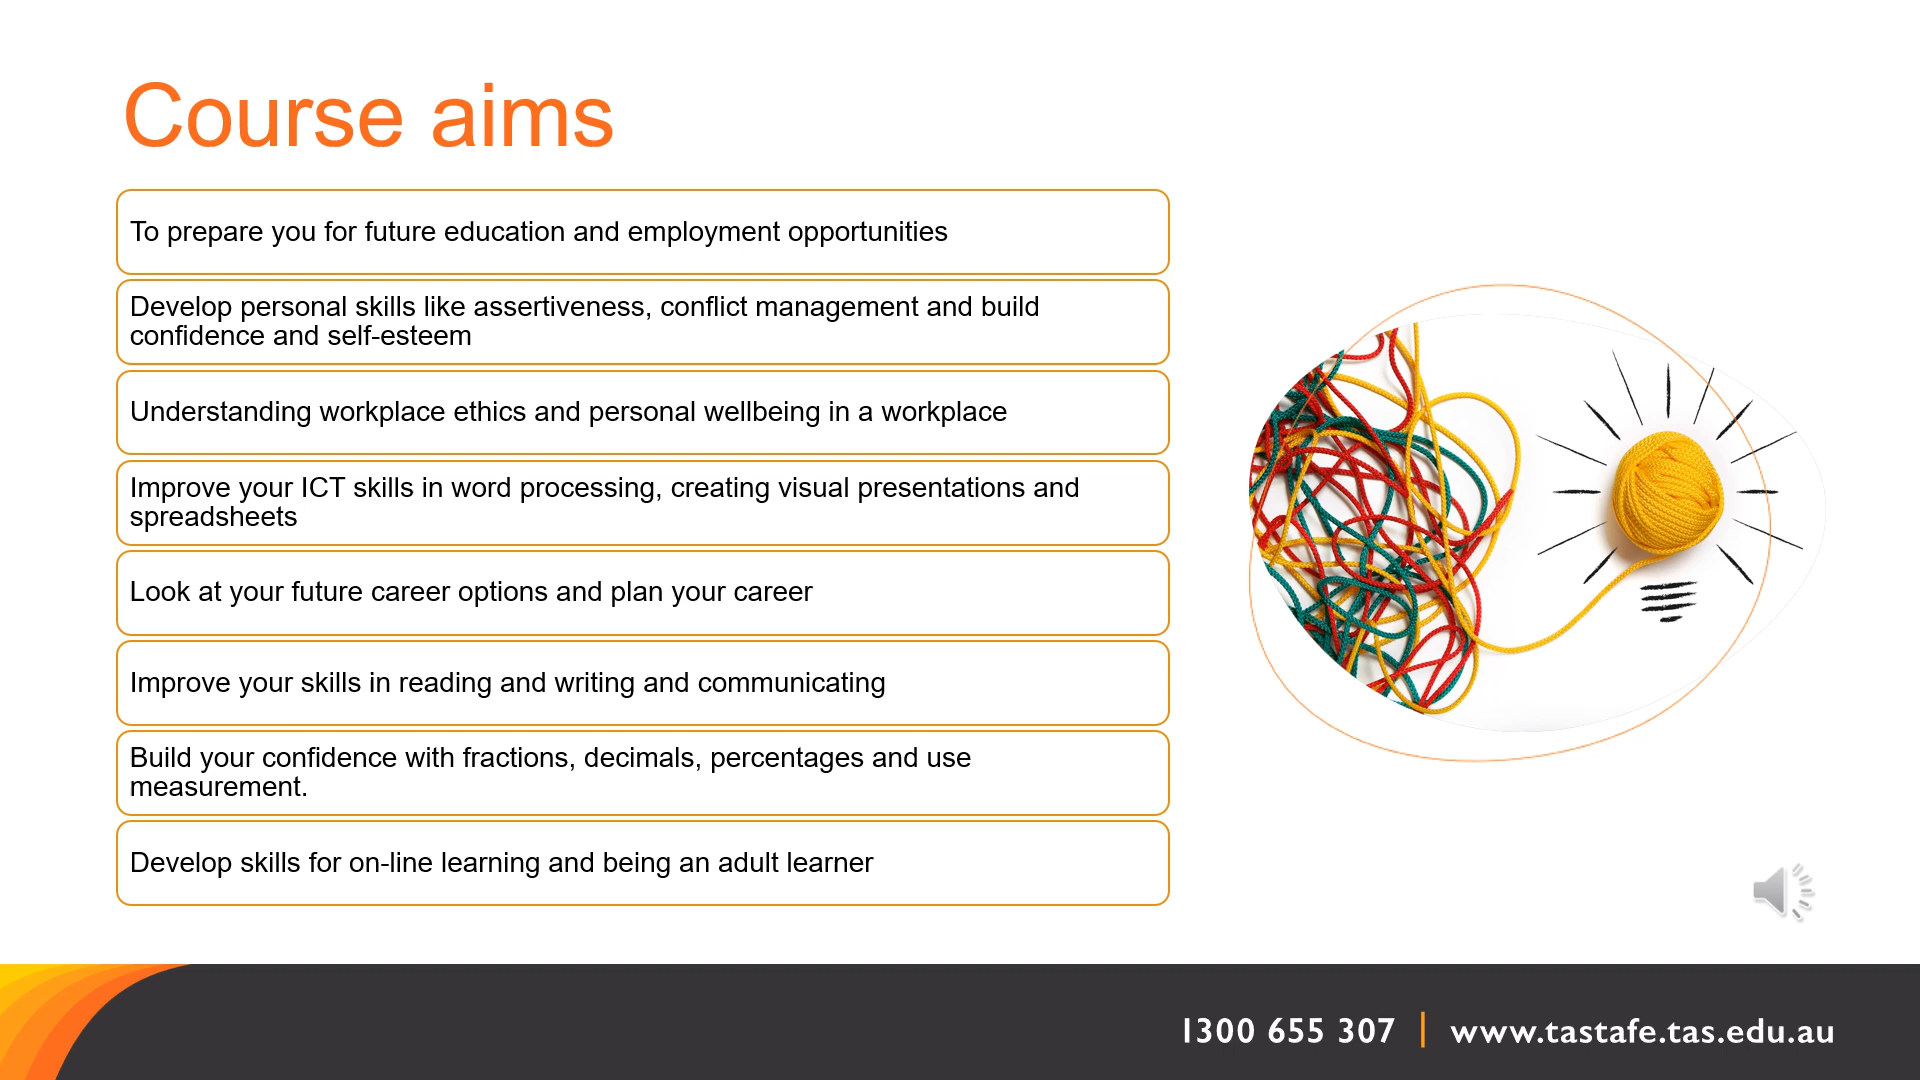 Course aims
To prepare you for future education and employment opportunities
Develop personal skills like assertiveness, conflict management and build
confidence and self-esteem
Understanding workplace ethics and personal wellbeing in a workplace
Improve your ICT skills in word processing, creating visual presentations and
spreadsheets
Look at your future career options and plan your career
Improve your skills in reading and writing and communicating
Build your confidence with fractions, decimals, percentages and use
measurement.
Develop skills for on-line learning and being an adult learner
1300 655 307 | www.tastafe.tas.edu.au